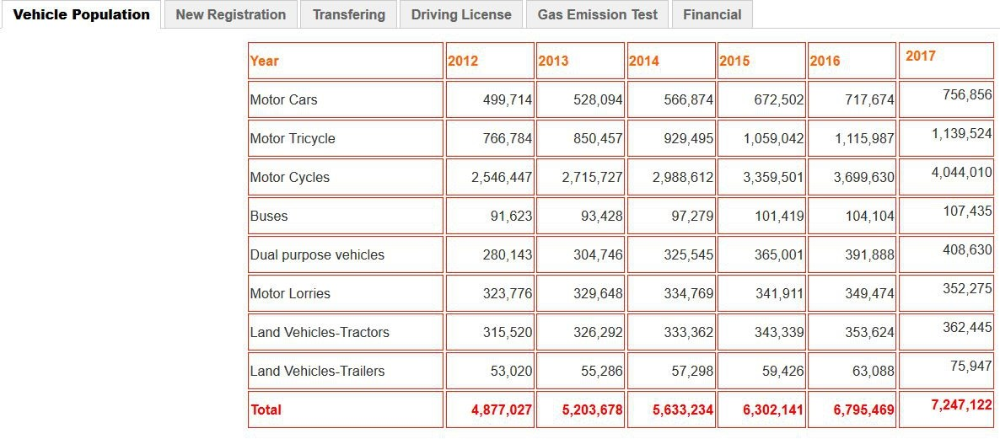 Vehicle Population New Registration Transfering Driving License Gas Emission Test Financial
Year 2012 2013 2014 2015 2016 2017
Motor Cars 499,714 528,094 566,874 672,502 717,674 756,856
Motor Tricycle 766,784 850,457 929,495 1,059,042 1,115,987 1,139,524
Motor Cycles 2,546,447 2,715,727 2,988,612 3,359,501 3,699,630 4,044,010
Buses 91,623 93,428 97,279 101,419 104,104 107,435
Dual purpose vehicles 280,143 304,746 325,545 365,001 391,888 408,630
Motor Lorries 323,776 329,648 334,769 341,911 349,474 352,275
Land Vehicles-Tractors 315,520 326,292 333,362 343,339 353,624 362,445
Land Vehicles-Trailers 53,020 55,286 57,298 59,426 63,088 75,947
Total 4,877,027 5,203,678 5,633,234 6,302,141 6,795,469 7,247,122